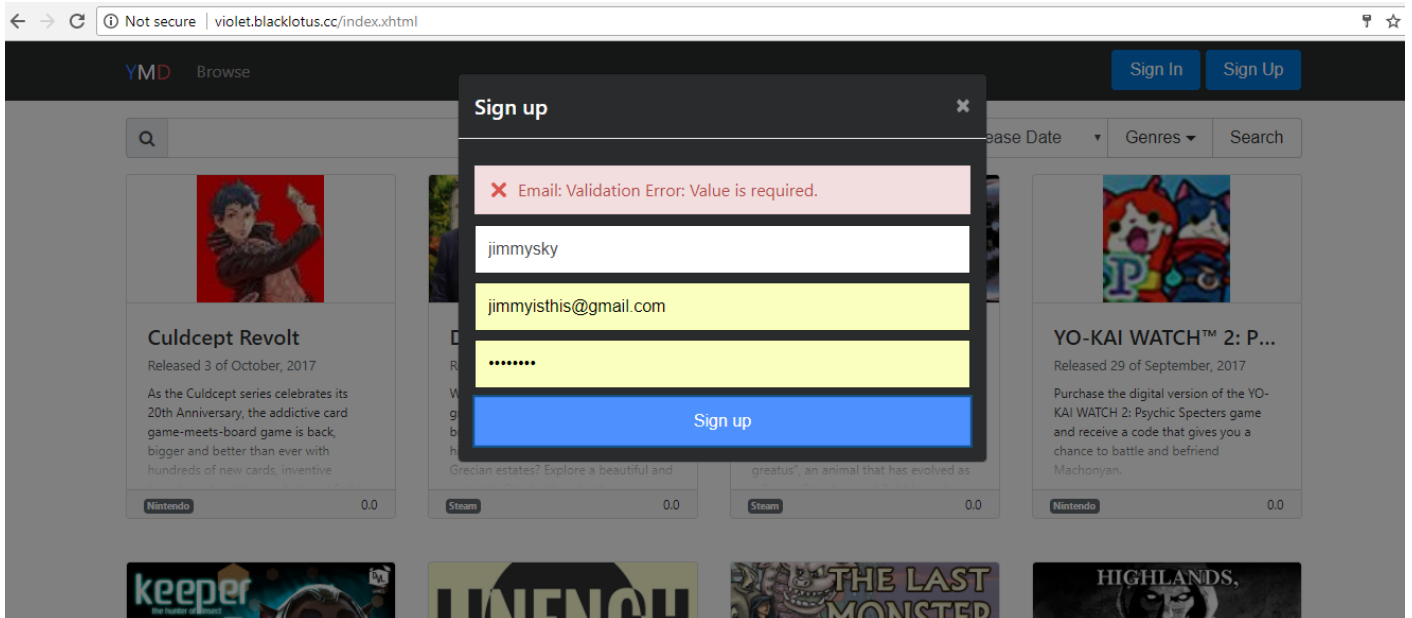 Not secure | violet.blacklotus.cc/index.xhtml
YMD Browse Sign In Sign Up
Sign up ×
ease Date Genres Search
Email: Validation Error: Value is required.
jimmysky
jimmyisthis@gmail.com
••••••••
Sign up
Culdcept Revolt
Released 3 of October, 2017
As the Culdcept series celebrates its
20th Anniversary, the addictive card
game-meets-board game is back,
bigger and better than ever with
hundreds of new cards, inventive
Nintendo 0.0
Grecian estates? Explore a beautiful and
Steam 0.0
greatus", an animal that has evolved as
Steam 0.0
YO-KAI WATCH™ 2: P...
Released 29 of September, 2017
Purchase the digital version of the YO-
KAI WATCH 2: Psychic Specters game
and receive a code that gives you a
chance to battle and befriend
Machonyan.
Nintendo 0.0
keeper
the hunter of insect
THE LAST
MONSTER
HIGHLANDS,